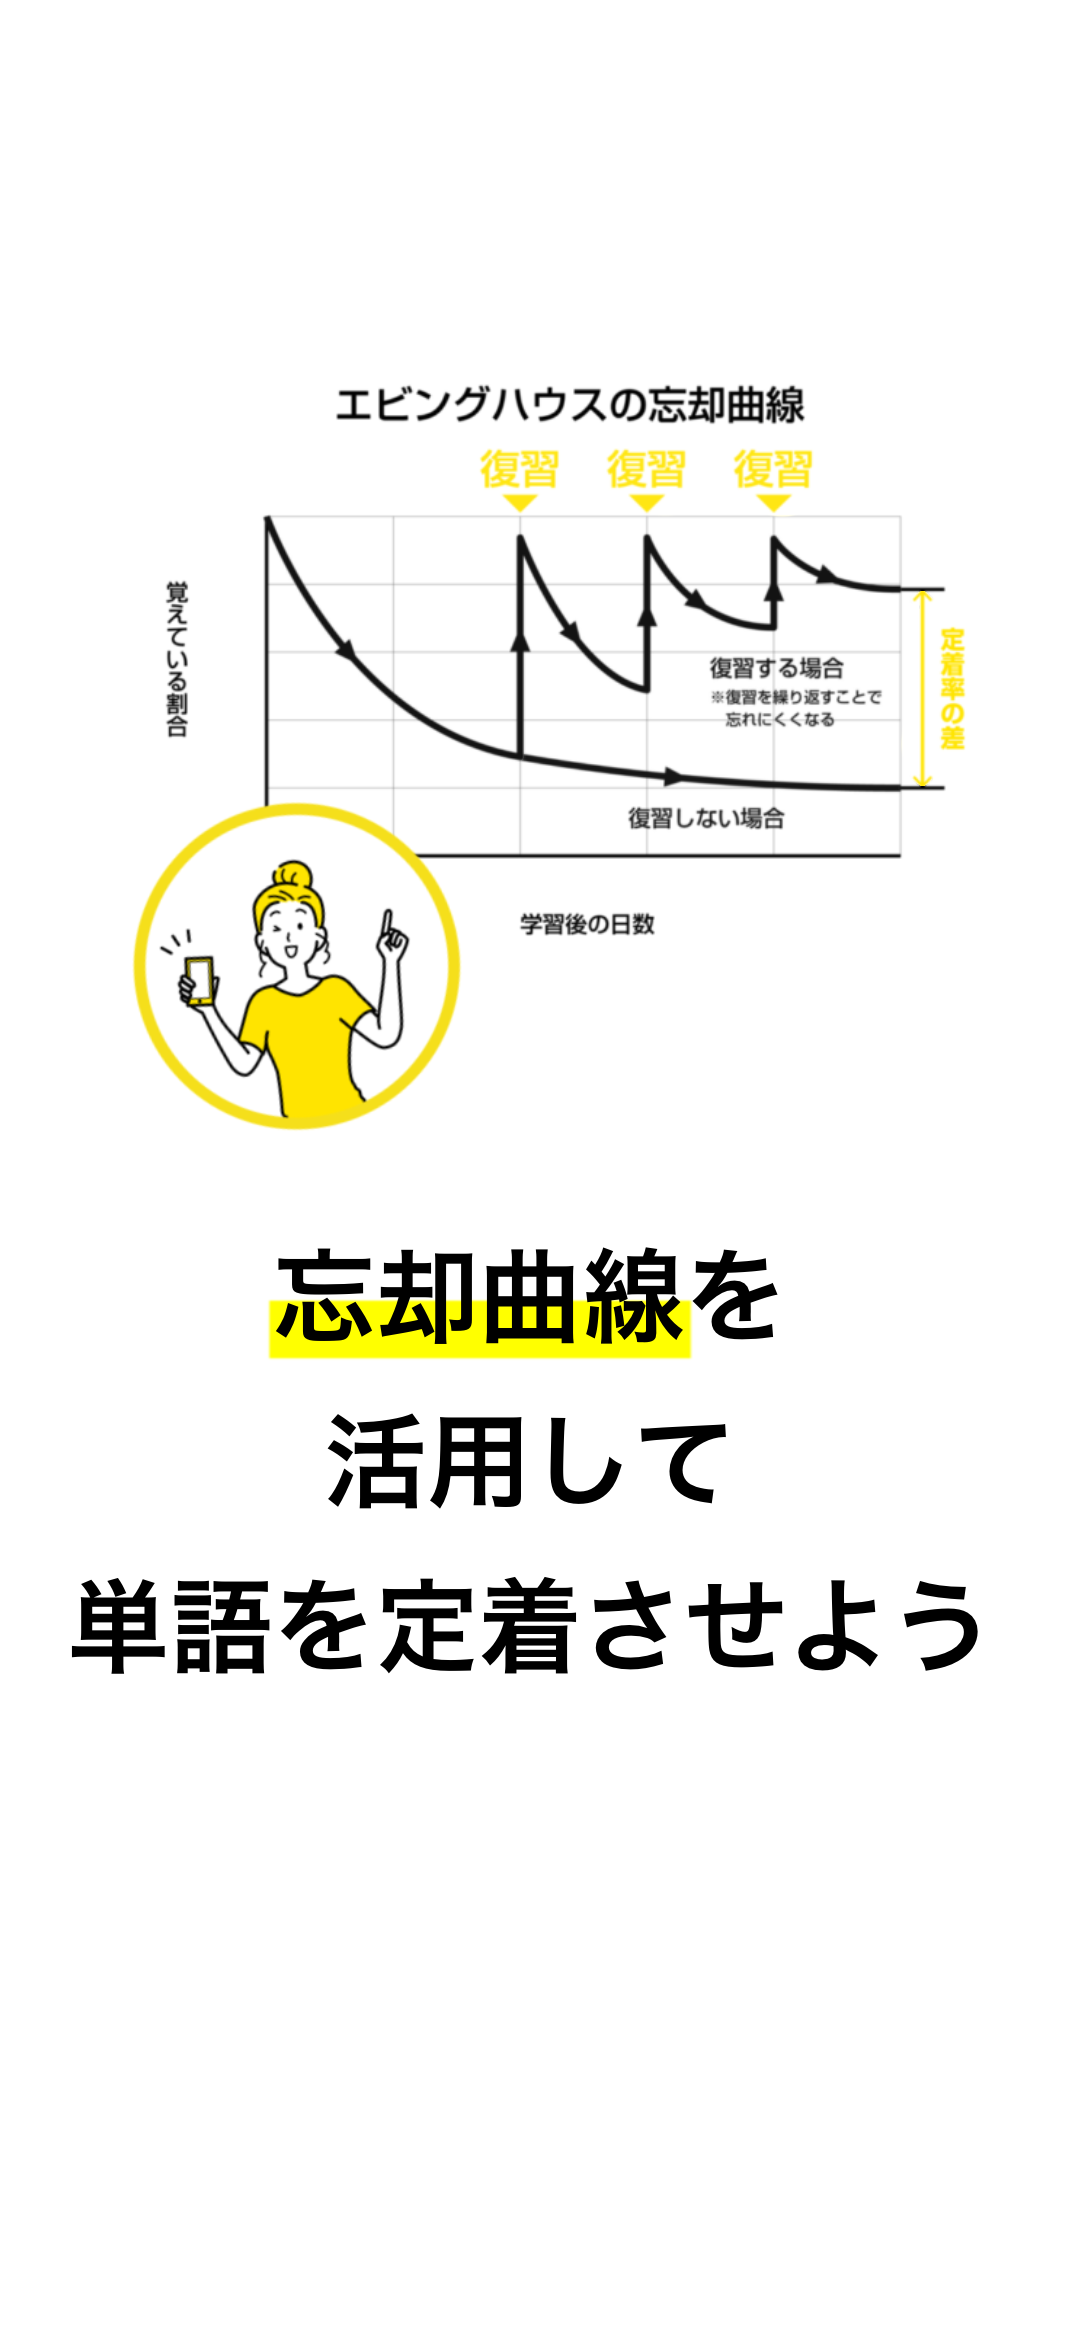 エビングハウスの忘却曲線
復習 復習 復習
覚えている割合
復習する場合
※復習を繰り返すことで
忘れにくくなる
定着率の差
復習しない場合
学習後の日数
忘却曲線を
活用して
単語を定着させよう